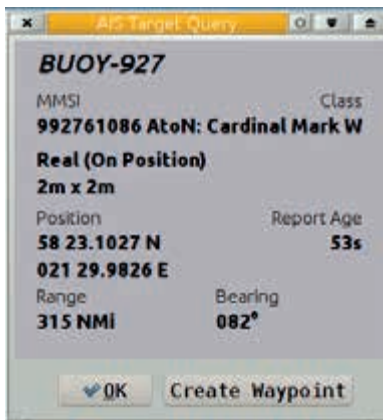 AIS Target Query
BUOY-927
MMSI Class
992761086 AtoN: Cardinal Mark W
Real (On Position)
2m x 2m
Position Report Age
58 23.1027 N 53s
021 29.9826 E
Range Bearing
315 NMi 082°
OK Create Waypoint